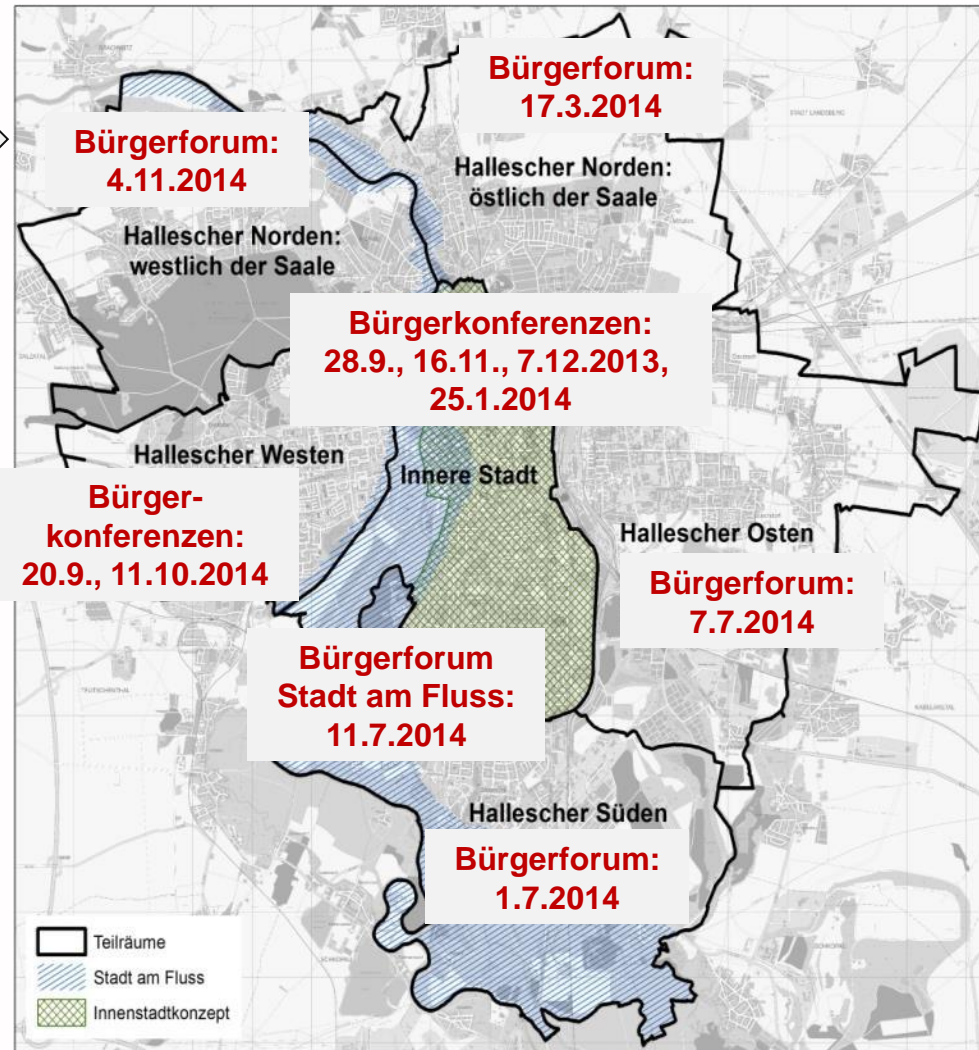 Bürgerforum:
17.3.2014
Bürgerforum:
4.11.2014
Hallescher Norden:
östlich der Saale
Hallescher Norden:
westlich der Saale
Bürgerkonferenzen:
28.9., 16.11., 7.12.2013,
25.1.2014
Hallescher Westen
Innere Stadt
Bürger-
konferenzen:
20.9., 11.10.2014
Hallescher Osten
Bürgerforum:
7.7.2014
Bürgerforum
Stadt am Fluss:
11.7.2014
Hallescher Süden
Bürgerforum:
1.7.2014
Teilräume
Stadt am Fluss
Innenstadtkonzept